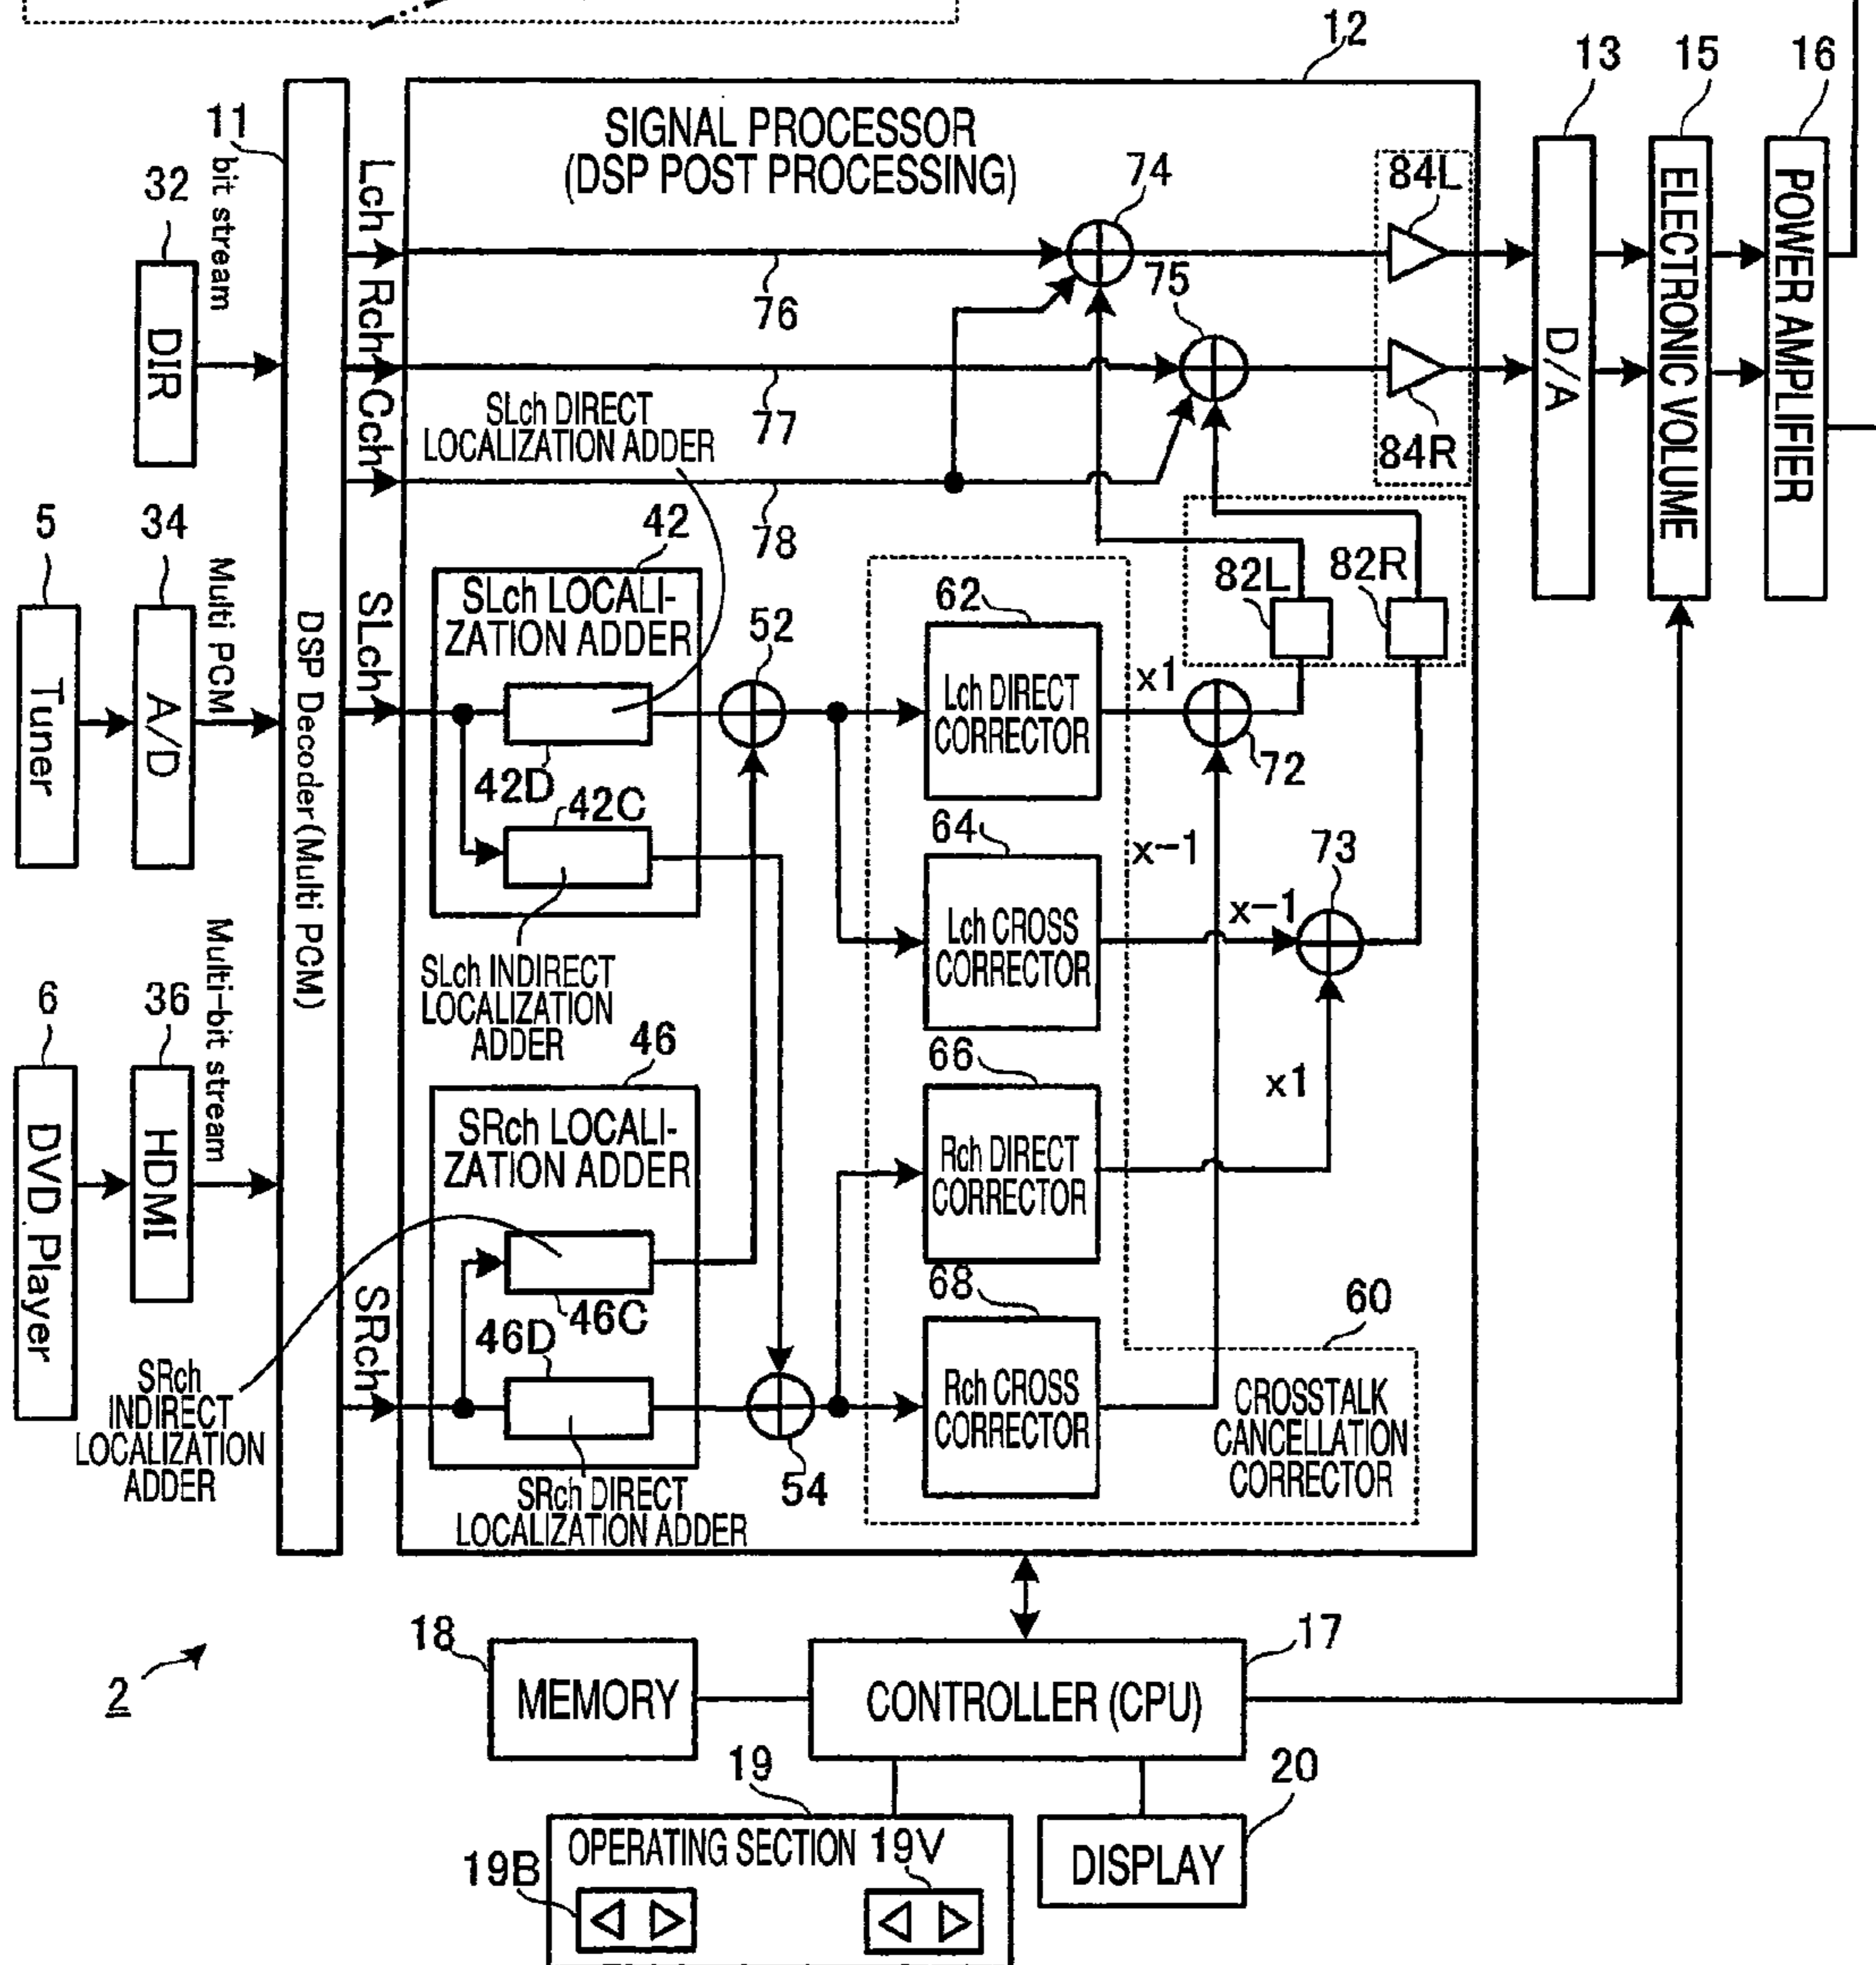 12
13
15
16
11
bit stream
32
DIR
5
Tuner
34
A/D
Multi PCM
6
DVD Player
36
HDMI
Multi-bit stream
DSP Decoder(Multi PCM)
Lch
Rch
Cch
SLch
SRch
SIGNAL PROCESSOR
(DSP POST PROCESSING)
74
75
76
77
78
84L
84R
D/A
ELECTRONIC VOLUME
POWER AMPLIFIER
SLch DIRECT
LOCALIZATION ADDER
42
SLch LOCALI-
ZATION ADDER
42D
42C
SLch INDIRECT
LOCALIZATION
ADDER
52
62
Lch DIRECT
CORRECTOR
x1
72
82L
82R
64
Lch CROSS
CORRECTOR
x-1
x-1
73
46
SRch LOCALI-
ZATION ADDER
46C
46D
SRch
INDIRECT
LOCALIZATION
ADDER
SRch DIRECT
LOCALIZATION ADDER
54
66
Rch DIRECT
CORRECTOR
x1
68
Rch CROSS
CORRECTOR
60
CROSSTALK
CANCELLATION
CORRECTOR
2
18
MEMORY
17
CONTROLLER (CPU)
19
OPERATING SECTION
19V
19B
20
DISPLAY